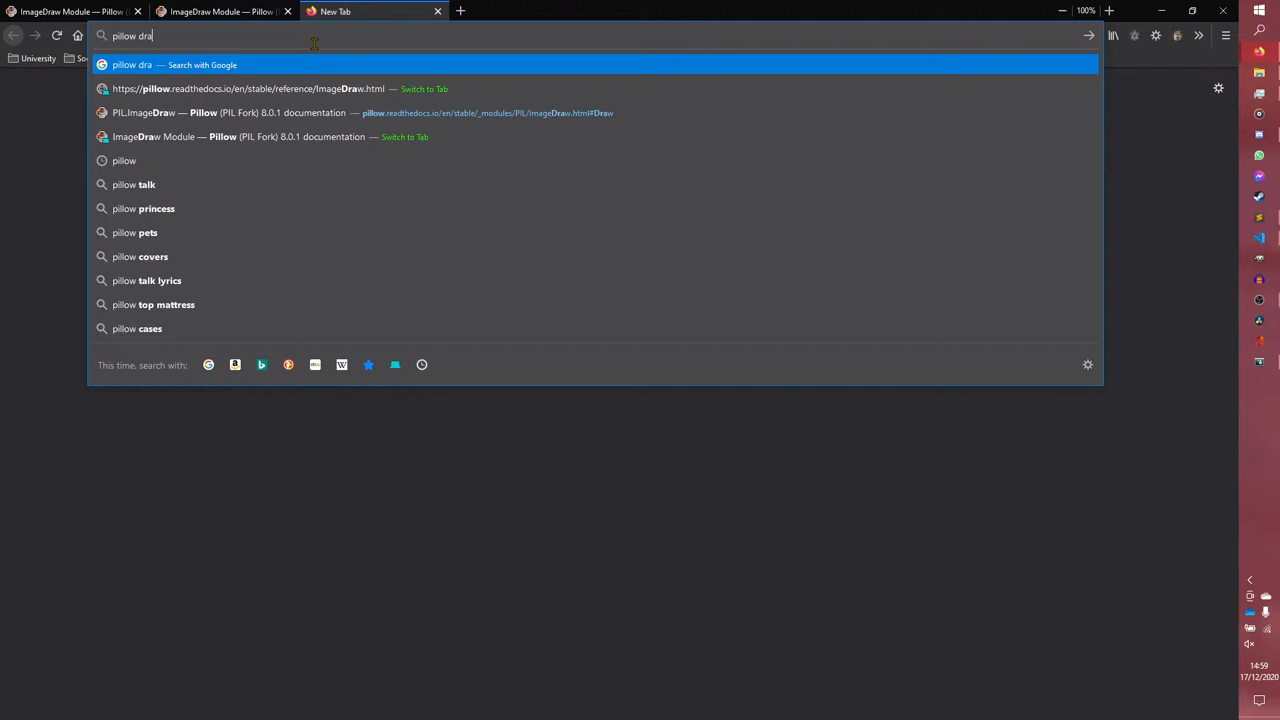 ImageDraw Module — Pillow (
ImageDraw Module — Pillow (
New Tab
pillow dra
100%
University
So
pillow dra — Search with Google
https://pillow.readthedocs.io/en/stable/reference/ImageDraw.html — Switch to Tab
PIL.ImageDraw — Pillow (PIL Fork) 8.0.1 documentation — pillow.readthedocs.io/en/stable/_modules/PIL/ImageDraw.html#Draw
ImageDraw Module — Pillow (PIL Fork) 8.0.1 documentation — Switch to Tab
pillow
pillow talk
pillow princess
pillow pets
pillow covers
pillow talk lyrics
pillow top mattress
pillow cases
This time, search with:
14:59
17/12/2020